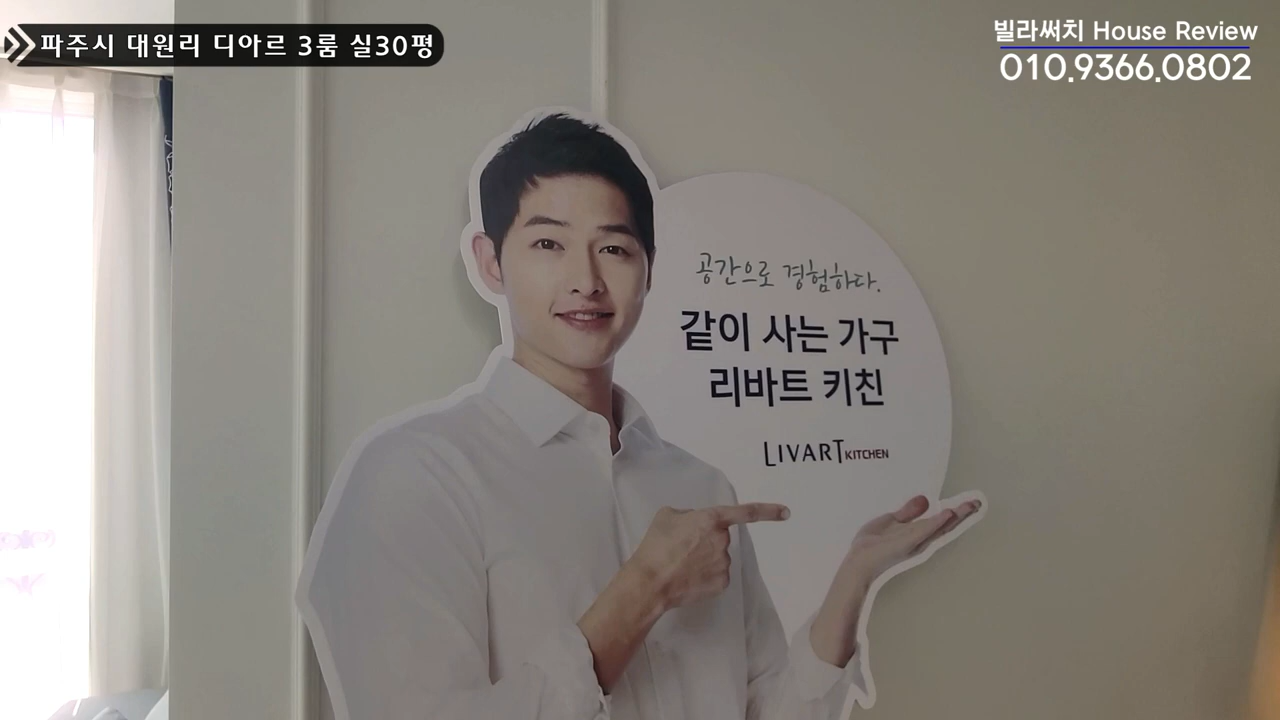 파주시 대원리 디아르 3룸 실30평
빌라써치 House Review
010.9366.0802
공간으로 경험하다.
같이 사는 가구
리바트 키친
LIVART KITCHEN